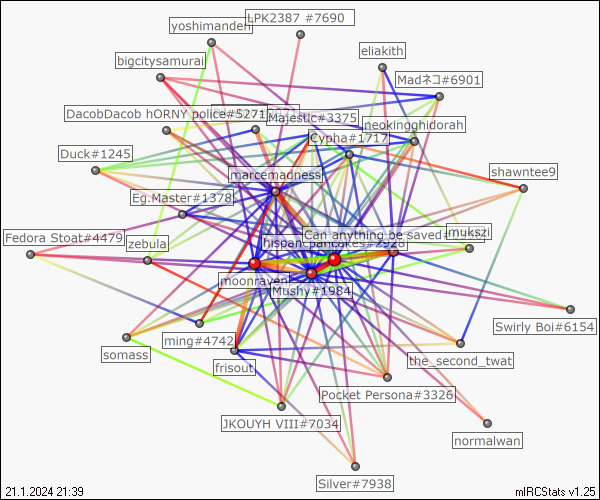 LPK2387 #7690
yoshimandeh
eliakith
bigcitysamurai
Madネコ#6901
DacobDacob hORNY police#5271
Majestic#3375
neokingghidorah
Cypha#1717
Duck#1245
marcemadness
shawntee9
Eg.Master#1378
Fedora Stoat#4479
zebula
Can anything be saved
mukszi
pancakes#2928
moonraven
Mushy#1984
Swirly Boi#6154
ming#4742
somass
frisout
the_second_twat
Pocket Persona#3326
JKOUYH VIII#7034
normalwan
Silver#7938
21.1.2024 21:39
mIRCStats v1.25